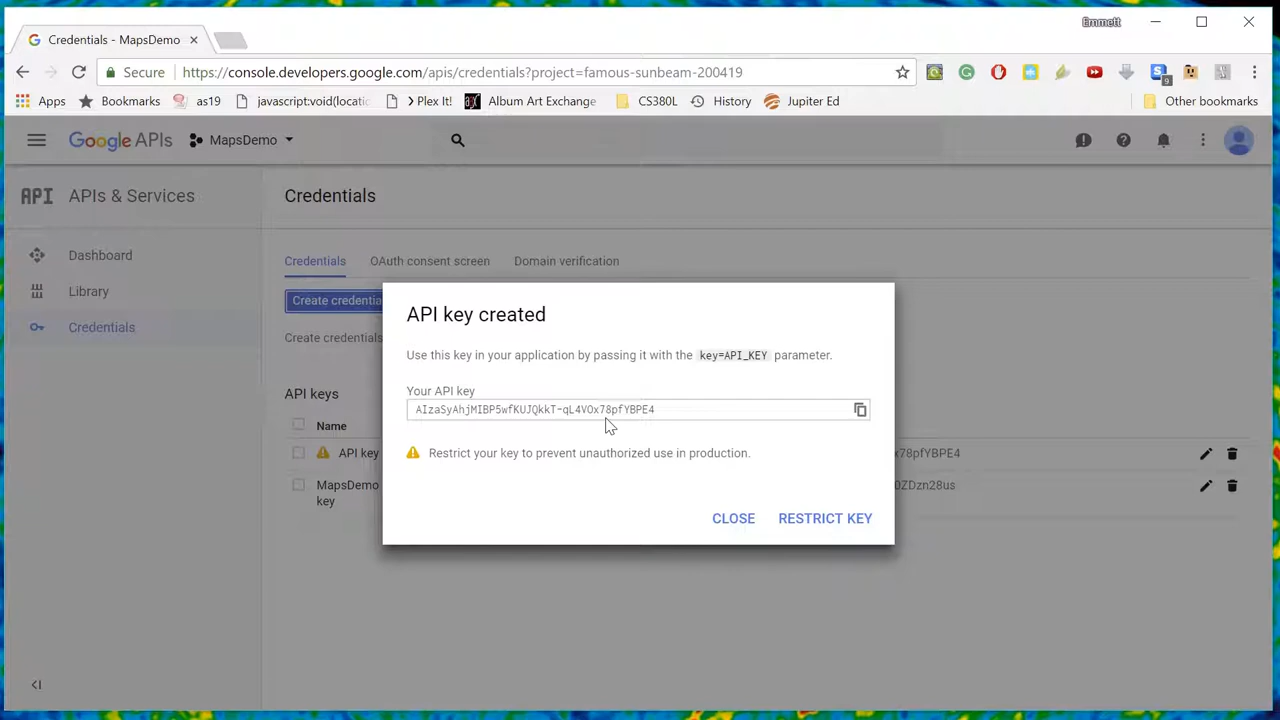 Emmett
Credentials - MapsDemo
Secure https://console.developers.google.com/apis/credentials?project=famous-sunbeam-200419
9
Apps Bookmarks as19 javascript:void(locatic > Plex It! Album Art Exchange CS380L History Jupiter Ed Other bookmarks
Google APIs MapsDemo
API APIs & Services
Credentials
Dashboard
Library
Credentials
Credentials OAuth consent screen Domain verification
Create credentia
Create credentials
API keys
Name
API key x78pfYBPE4
MapsDemo 0ZDzn28us
key
API key created
Use this key in your application by passing it with the key=API_KEY parameter.
Your API key
AIzaSyAhjMIBP5wfKUJQkkT-qL4VOx78pfYBPE4
Restrict your key to prevent unauthorized use in production.
CLOSE RESTRICT KEY